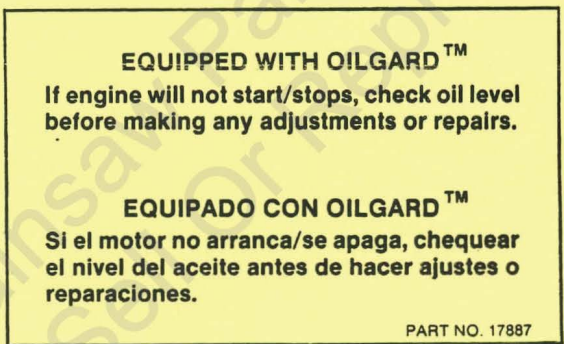 EQUIPPED WITH OILGARD™
If engine will not start/stops, check oil level
before making any adjustments or repairs.
EQUIPADO CON OILGARD™
Si el motor no arranca/se apaga, chequear
el nivel del aceite antes de hacer ajustes o
reparaciones.
PART NO. 17887